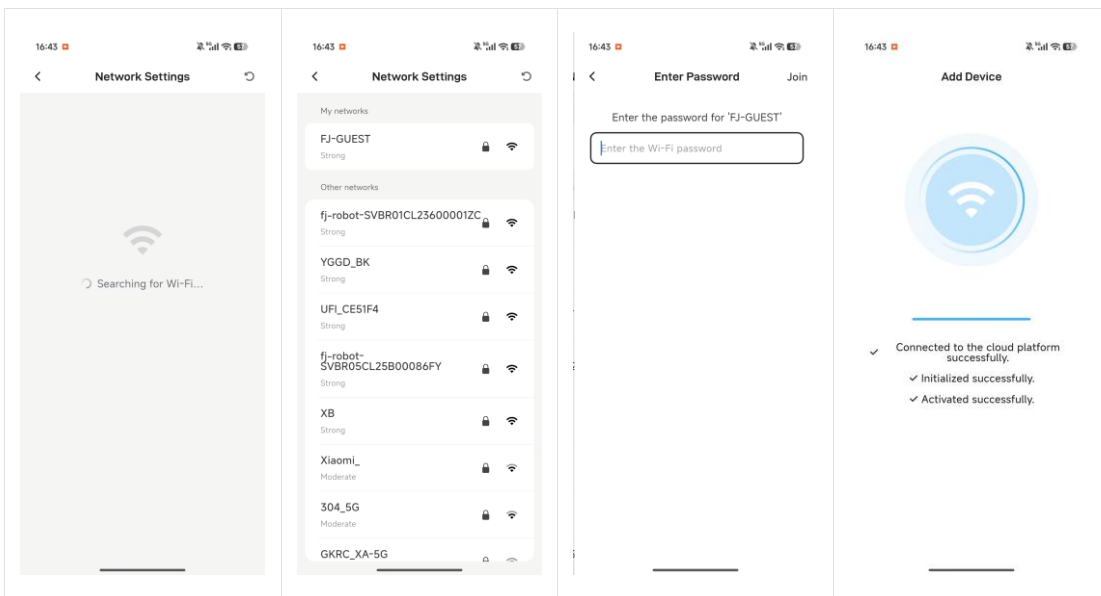 16:43
Network Settings
Searching for Wi-Fi...
16:43
Network Settings
My networks
FJ-GUEST
Strong
Other networks
fj-robot-SVBR01CL23600001ZC
Strong
YGGD_BK
Strong
UFI_CE51F4
Strong
fj-robot-
SVBR05CL25B00086FY
Strong
XB
Strong
Xiaomi_
Moderate
304_5G
Moderate
GKRC_XA-5G
16:43
Enter Password
Join
Enter the password for 'FJ-GUEST'
Enter the Wi-Fi password
16:43
Add Device
Connected to the cloud platform
successfully.
Initialized successfully.
Activated successfully.